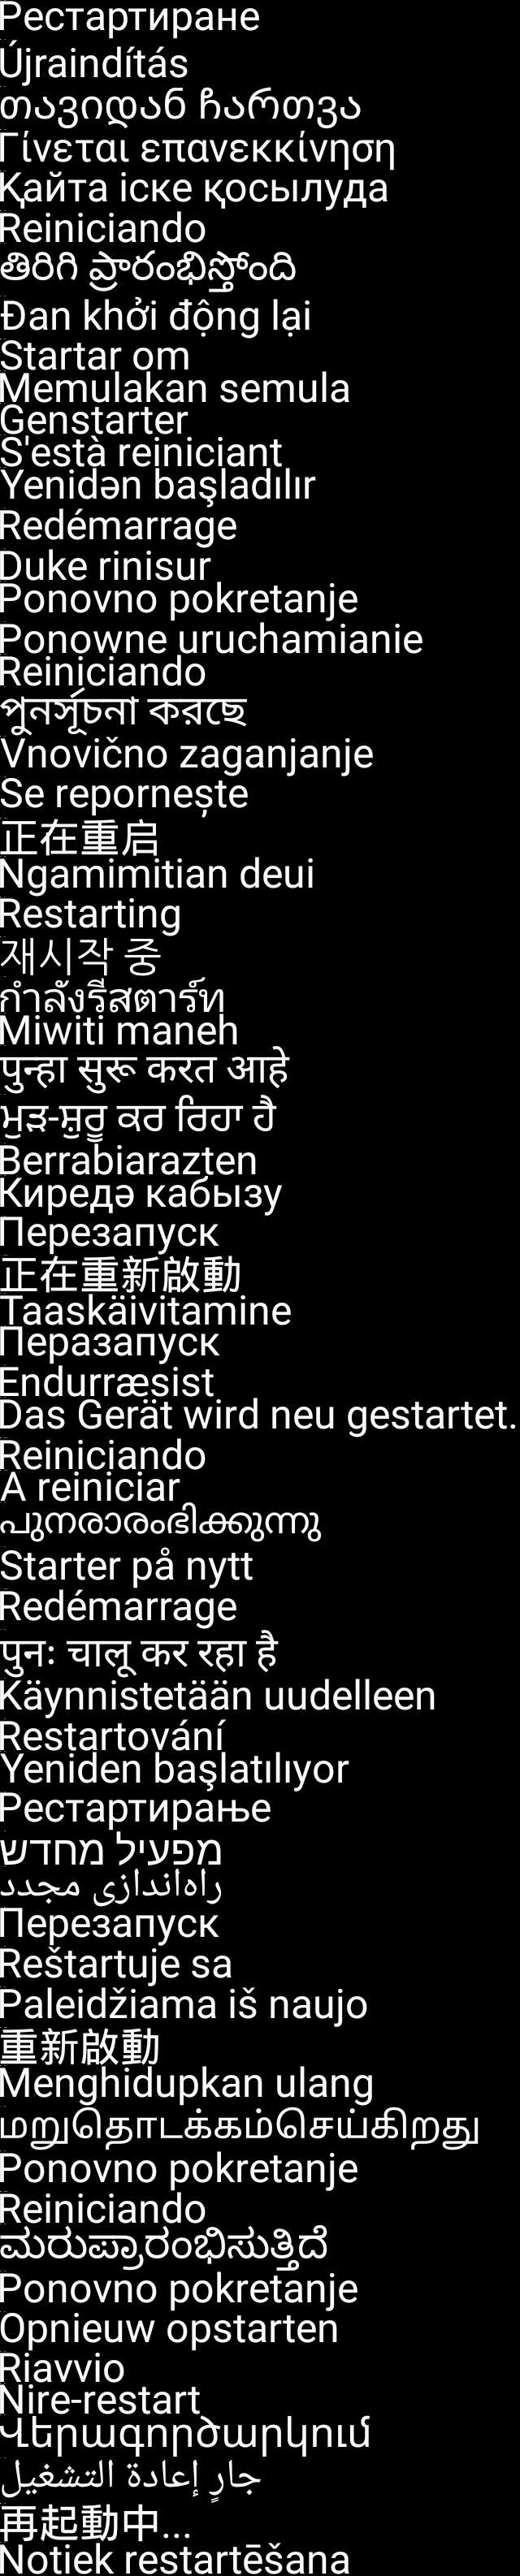 Рестартиране
Újraindítás
თავიდან ჩართვა
Γίνεται επανεκκίνηση
Қайта іске қосылуда
Reiniciando
తిరిగి ప్రారంభిస్తోంది
Đan khởi động lại
Startar om
Memulakan semula
Genstarter
S'està reiniciant
Yenidən başladılır
Redémarrage
Duke rinisur
Ponovno pokretanje
Ponowne uruchamianie
Reiniciando
পুনর্সূচনা করছে
Vnovično zaganjanje
Se repornește
正在重启
Ngamimitian deui
Restarting
재시작 중
กำลังรีสตาร์ท
Miwiti maneh
पुन्हा सुरू करत आहे
ਮੁੜ-ਸ਼ੁਰੂ ਕਰ ਰਿਹਾ ਹੈ
Berrabiarazten
Киредә кабызу
Перезапуск
正在重新啟動
Taaskäivitamine
Перазапуск
Endurræsist
Das Gerät wird neu gestartet.
Reiniciando
A reiniciar
പുനരാരംഭിക്കുന്നു
Starter på nytt
Redémarrage
पुनः चालू कर रहा है
Käynnistetään uudelleen
Restartování
Yeniden başlatılıyor
Рестартирање
מפעיל מחדש
راه‌اندازی مجدد
Перезапуск
Reštartuje sa
Paleidžiama iš naujo
重新啟動
Menghidupkan ulang
மறுதொடக்கம்செய்கிறது
Ponovno pokretanje
Reiniciando
ಮರುಪ್ರಾರಂಭಿಸುತ್ತಿದೆ
Ponovno pokretanje
Opnieuw opstarten
Riavvio
Nire-restart
Վերագործարկում
جارٍ إعادة التشغيل
再起動中...
Notiek restartēšana